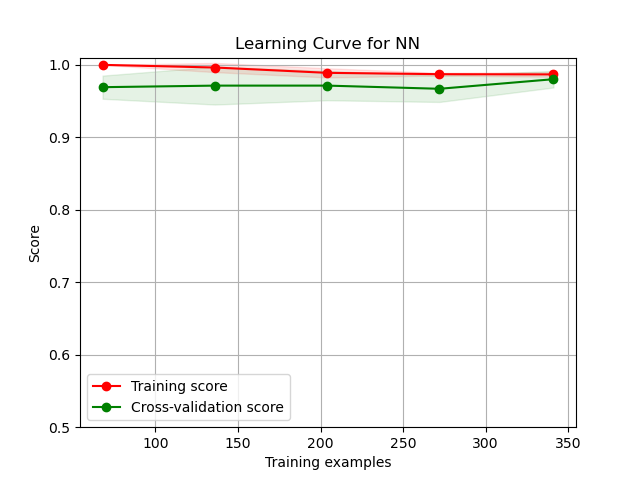 Learning Curve for NN
1.0
0.9
0.8
0.7
0.6
0.5
Score
Training score
Cross-validation score
100 150 200 250 300 350
Training examples